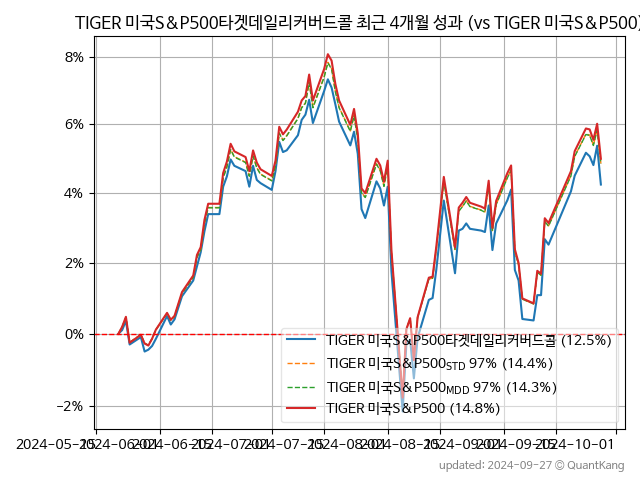 TIGER 미국S&P500타겟데일리커버드콜 최근 4개월 성과 (vs TIGER 미국S&P500)
8%
6%
4%
2%
0%
−2%
TIGER 미국S&P500타겟데일리커버드콜 (12.5%)
TIGER 미국S&P500STD 97% (14.4%)
TIGER 미국S&P500MDD 97% (14.3%)
TIGER 미국S&P500 (14.8%)
2024-05-15 2024-06-01 2024-06-15 2024-07-01 2024-07-15 2024-08-01 2024-08-15 2024-09-01 2024-09-15 2024-10-01
updated: 2024-09-27 © QuantKang